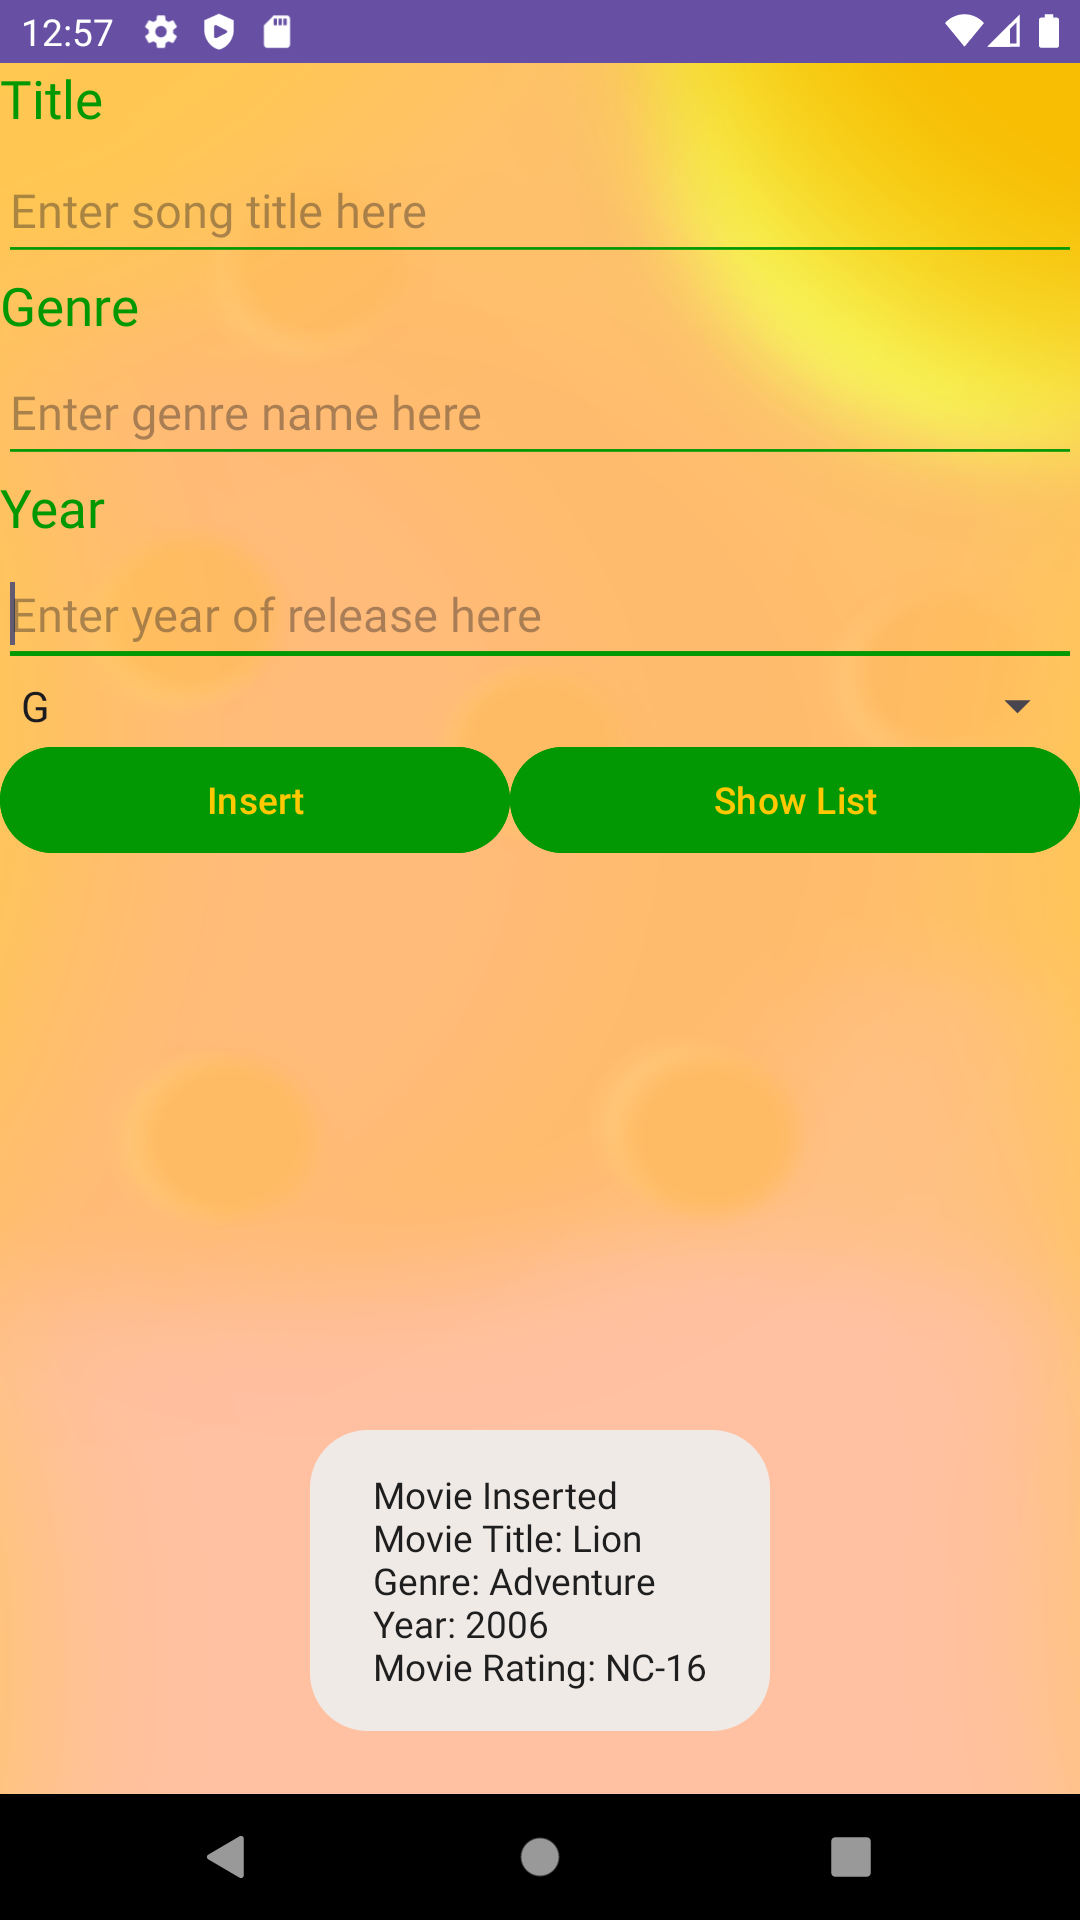 12:57
Title
Enter song title here
Genre
Enter genre name here
Year
Enter year of release here
G
Insert
Show List
Movie Inserted
Movie Title: Lion
Genre: Adventure
Year: 2006
Movie Rating: NC-16